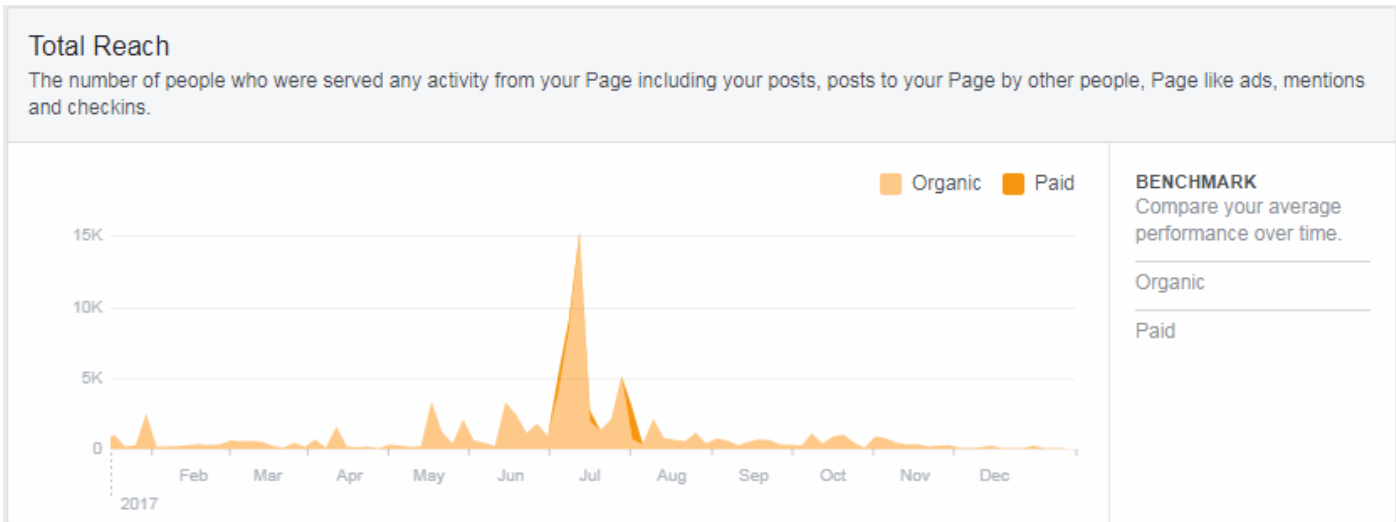 Total Reach
The number of people who were served any activity from your Page including your posts, posts to your Page by other people, Page like ads, mentions
and checkins.
Organic Paid
BENCHMARK
Compare your average
performance over time.
Organic
Paid
15K
10K
5K
0
Feb Mar Apr May Jun Jul Aug Sep Oct Nov Dec
2017